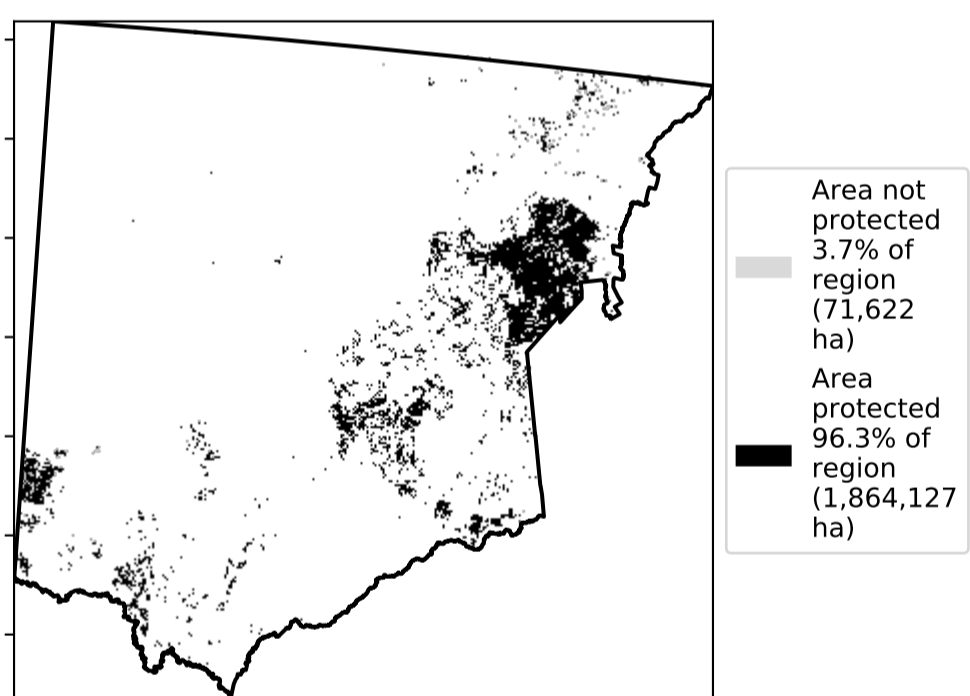 Area not
protected
3.7% of
region
(71,622
ha)
Area
protected
96.3% of
region
(1,864,127
ha)